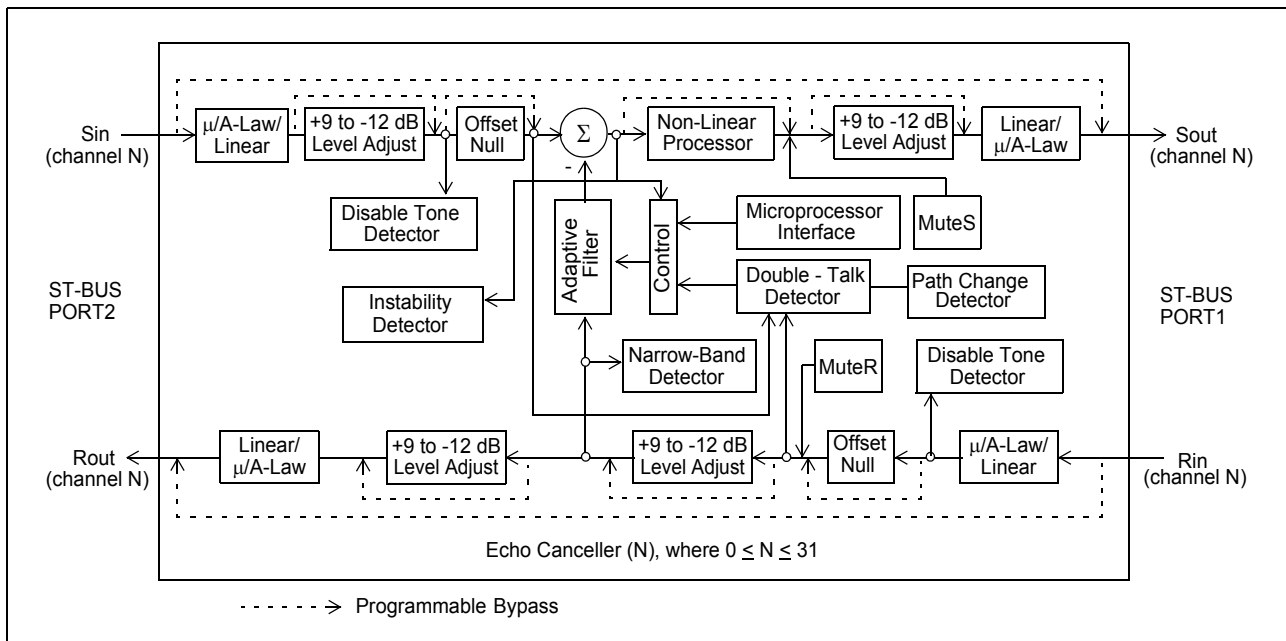 Sin
(channel N)
μ/A-Law/
Linear
+9 to -12 dB
Level Adjust
Offset
Null
Σ
-
Non-Linear
Processor
+9 to -12 dB
Level Adjust
Linear/
μ/A-Law
Sout
(channel N)
Disable Tone
Detector
Adaptive
Filter
Control
Microprocessor
Interface
MuteS
ST-BUS
PORT2
Instability
Detector
Double - Talk
Detector
Path Change
Detector
ST-BUS
PORT1
Narrow-Band
Detector
MuteR
Disable Tone
Detector
Rout
(channel N)
Linear/
μ/A-Law
+9 to -12 dB
Level Adjust
+9 to -12 dB
Level Adjust
Offset
Null
μ/A-Law/
Linear
Rin
(channel N)
Echo Canceller (N), where 0 ≤ N ≤ 31
Programmable Bypass